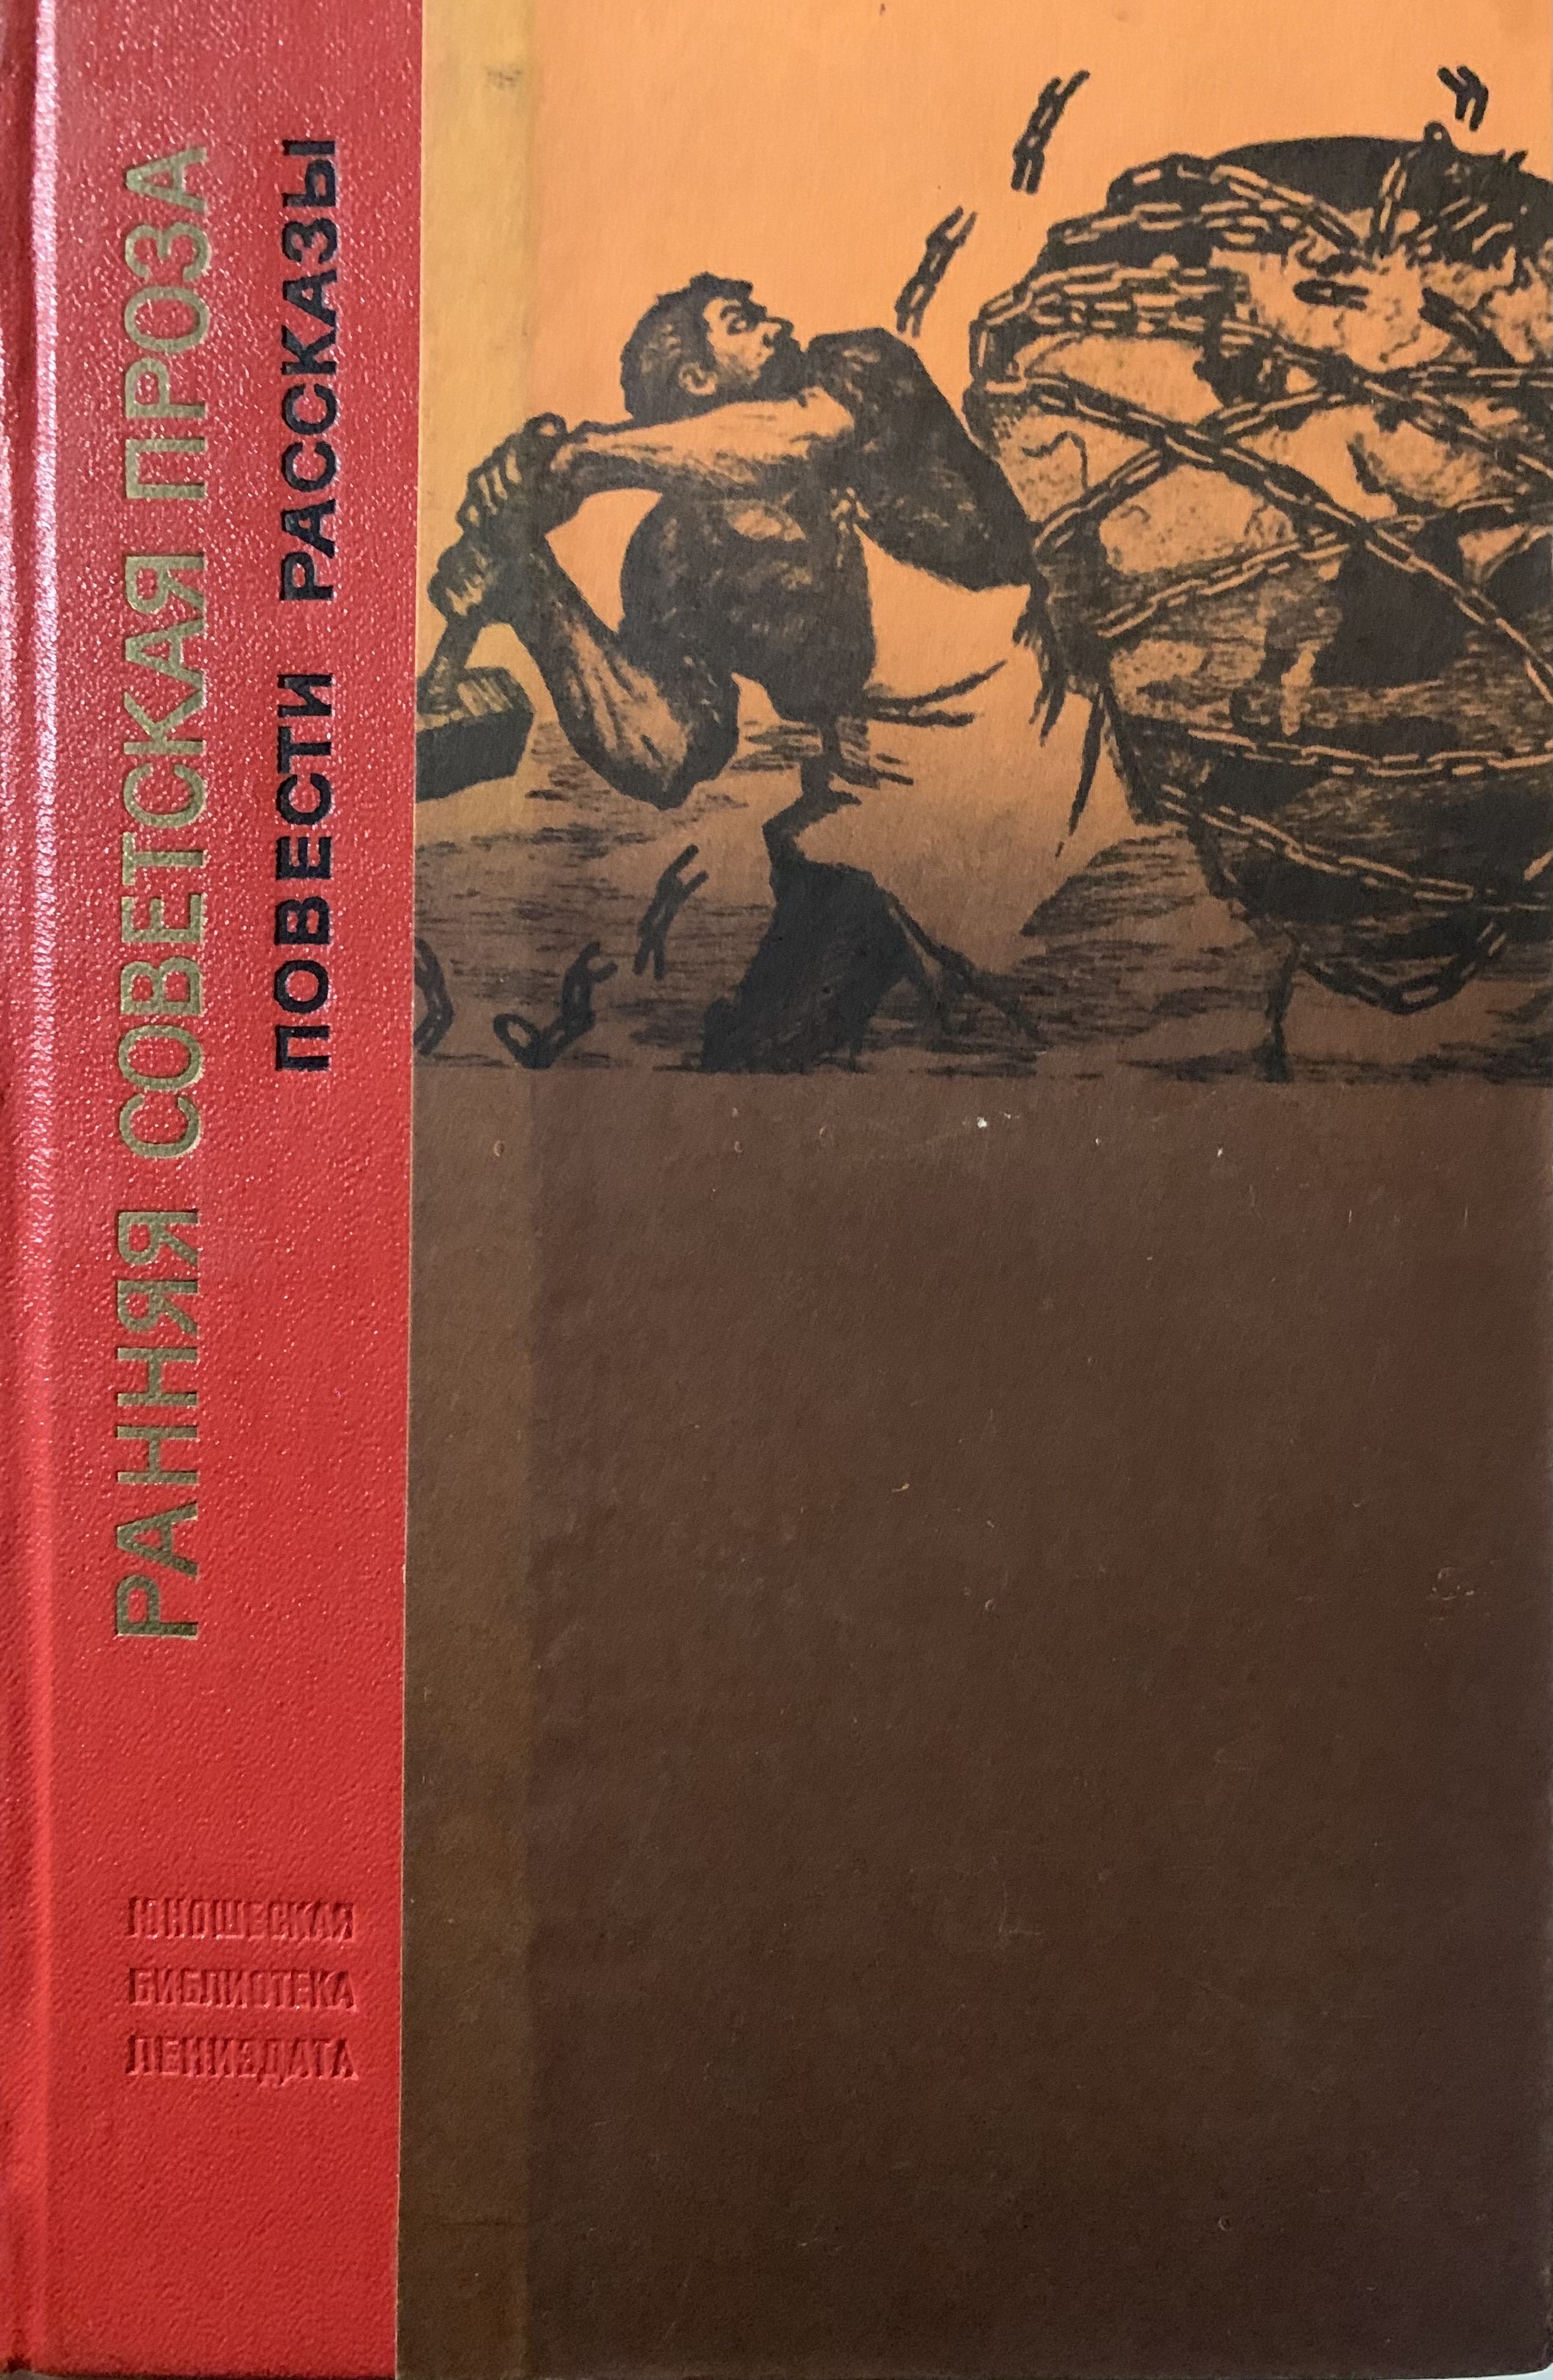 РАННЯЯ СОВЕТСКАЯ ПРОЗА
ПОВЕСТИ РАССКАЗЫ
ЮНОШЕСКАЯ
БИБЛИОТЕКА
ЛЕНИЗДАТА